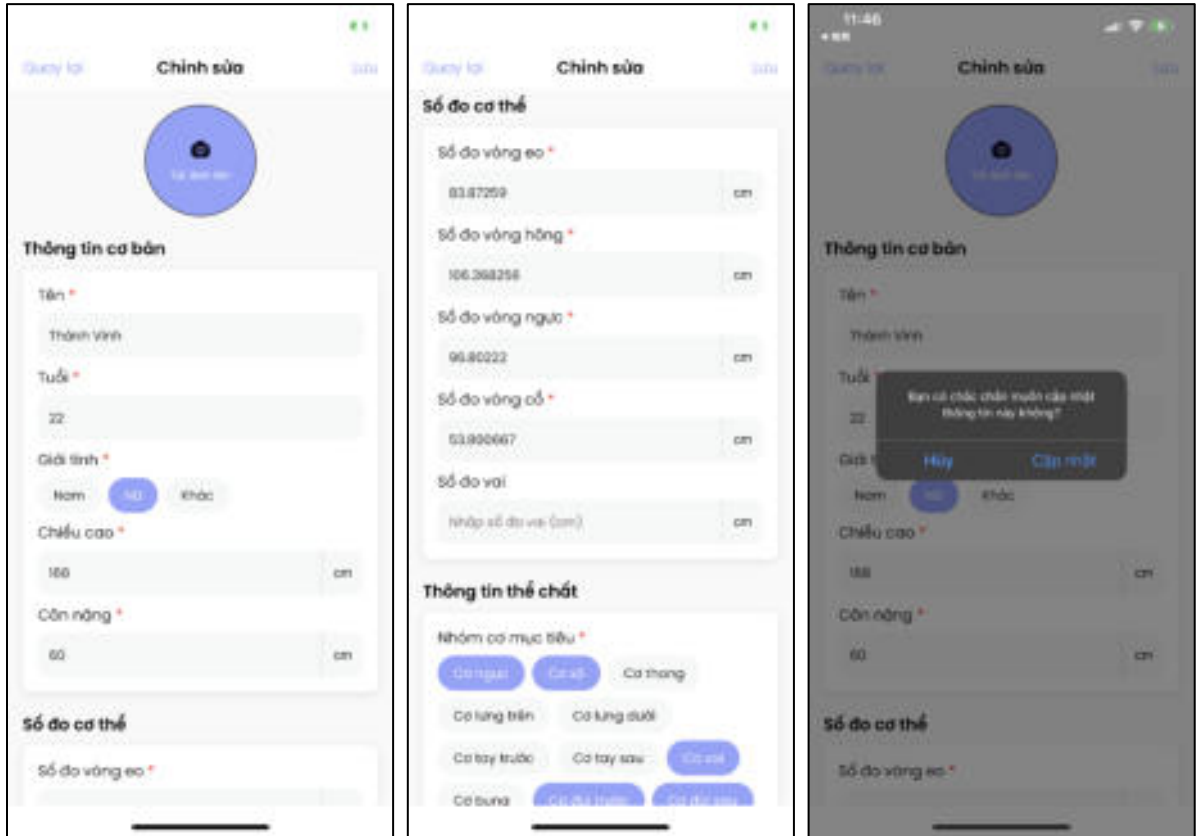 Quay lại
Chỉnh sửa
Lưu
Thông tin cơ bản
Tên *
Thành Vinh
Tuổi *
22
Giới tính *
Nam
Nữ
Khác
Chiều cao *
168
cm
Cân nặng *
60
cm
Số đo cơ thể
Số đo vòng eo *
Quay lại
Chỉnh sửa
Lưu
Số đo cơ thể
Số đo vòng eo *
83.87259
cm
Số đo vòng hông *
106.368256
cm
Số đo vòng ngực *
96.80222
cm
Số đo vòng cổ *
53.800667
cm
Số đo vai
Nhập số đo vai (cm)
cm
Thông tin thể chất
Nhóm cơ mục tiêu *
Cơ ngực
Cơ xô
Cơ thang
Cơ lưng trên
Cơ lưng dưới
Cơ tay trước
Cơ tay sau
Cơ vai
Cơ bụng
Cơ đùi trước
Cơ đùi sau
11:46
Quay lại
Chỉnh sửa
Lưu
Thông tin cơ bản
Tên *
Thành Vinh
Tuổi
22
Bạn có chắc chắn muốn cập nhật
thông tin này không?
Hủy
Cập nhật
Giới t
Nam
Nữ
Khác
Chiều cao *
168
cm
Cân nặng *
60
cm
Số đo cơ thể
Số đo vòng eo *